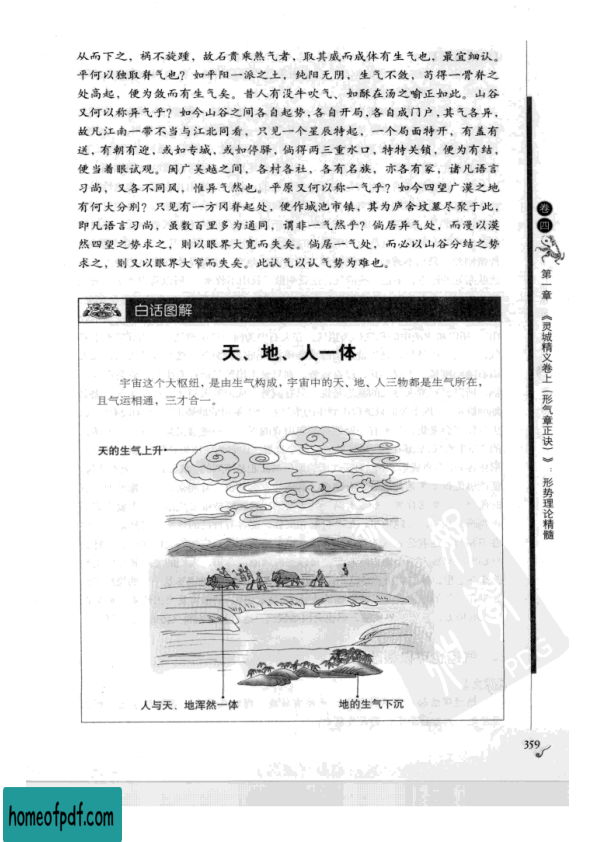 从而下之，祸不旋踵，故石贵乘煞气者，取其威而成体有生气也，最宜细认。
平何以独取脊气也？如平阳一派之土，纯阳无阴，生气不敛，苟得一骨脊之
处高起，便为敛而有生气矣。昔人有没牛吹气、如酥在汤之喻正如此。山谷
又何以称异气乎？如今山谷之间各自起势，各自开局，各自成门户，其气各异，
故凡江南一带不当与江北同看，只见一个星辰特起，一个局面特开，有盖有
送，有朝有迎，或如专城，或如停驿，倘得两三重水口，特特关锁，便为有结，
便当着眼试观。闽广吴越之间，各村各社，各有名族，亦各有冢，诸凡语言
习尚，又各不同风，惟异气然也。平原又何以称一气乎？如今四望广漠之地
有何大分别？只见有一方冈脊起处，便作城池市镇，其为庐舍坟墓尽聚于此，
即凡语言习尚，虽数百里多为通同，谓非一气然乎？倘居异气处，而漫以漠
然四望之势求之，则以眼界大宽而失矣。倘居一气处，而必以山谷分结之势
求之，则又以眼界大窄而失矣。此认气以认气势为难也。
卷四
第一章 《灵城精义卷上（形气章正诀）》：形势理论精髓
白话图解
天、地、人一体
宇宙这个大枢纽，是由生气构成，宇宙中的天、地、人三物都是生气所在，
且气运相通，三才合一。
天的生气上升
人与天、地浑然一体
地的生气下沉
PDG
359
homeofpdf.com